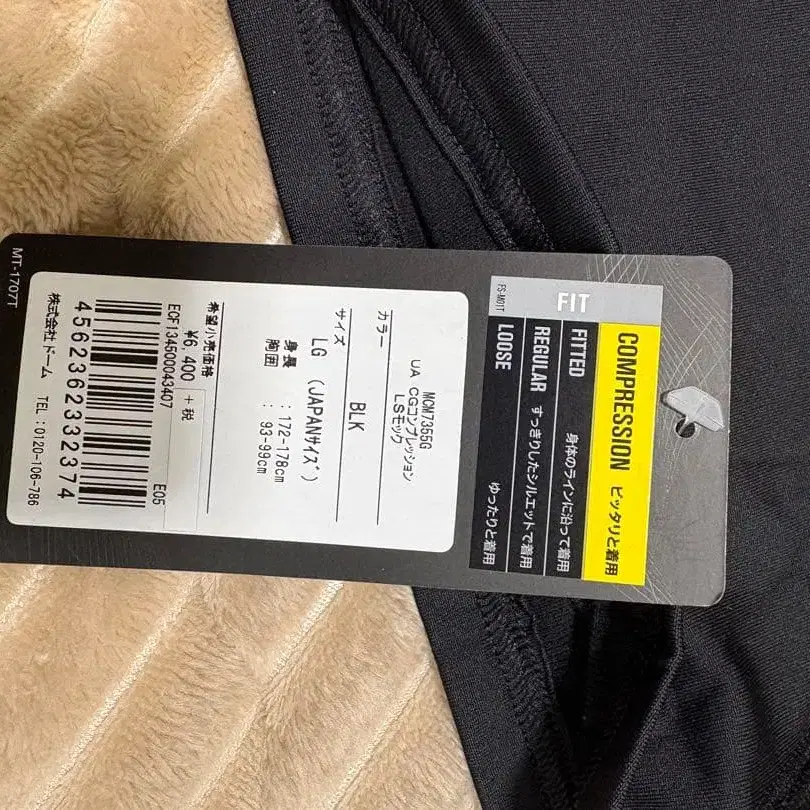 FIT
COMPRESSION ピッタリと着用
FITTED 身体のラインに沿って着用
REGULAR すっきりしたシルエットで着用
LOOSE ゆったりと着用
FS-M01T
MCM7355G
UA CGコンプレッション
LSモック
カラー
BLK
サイズ
LG (JAPANサイズ)
身長 : 172-178cm
胸囲 : 93-99cm
希望小売価格
¥6,400 +税
ECF134500043407
E05
4562362332374
株式会社ドーム TEL:0120-106-786
MT-1707T